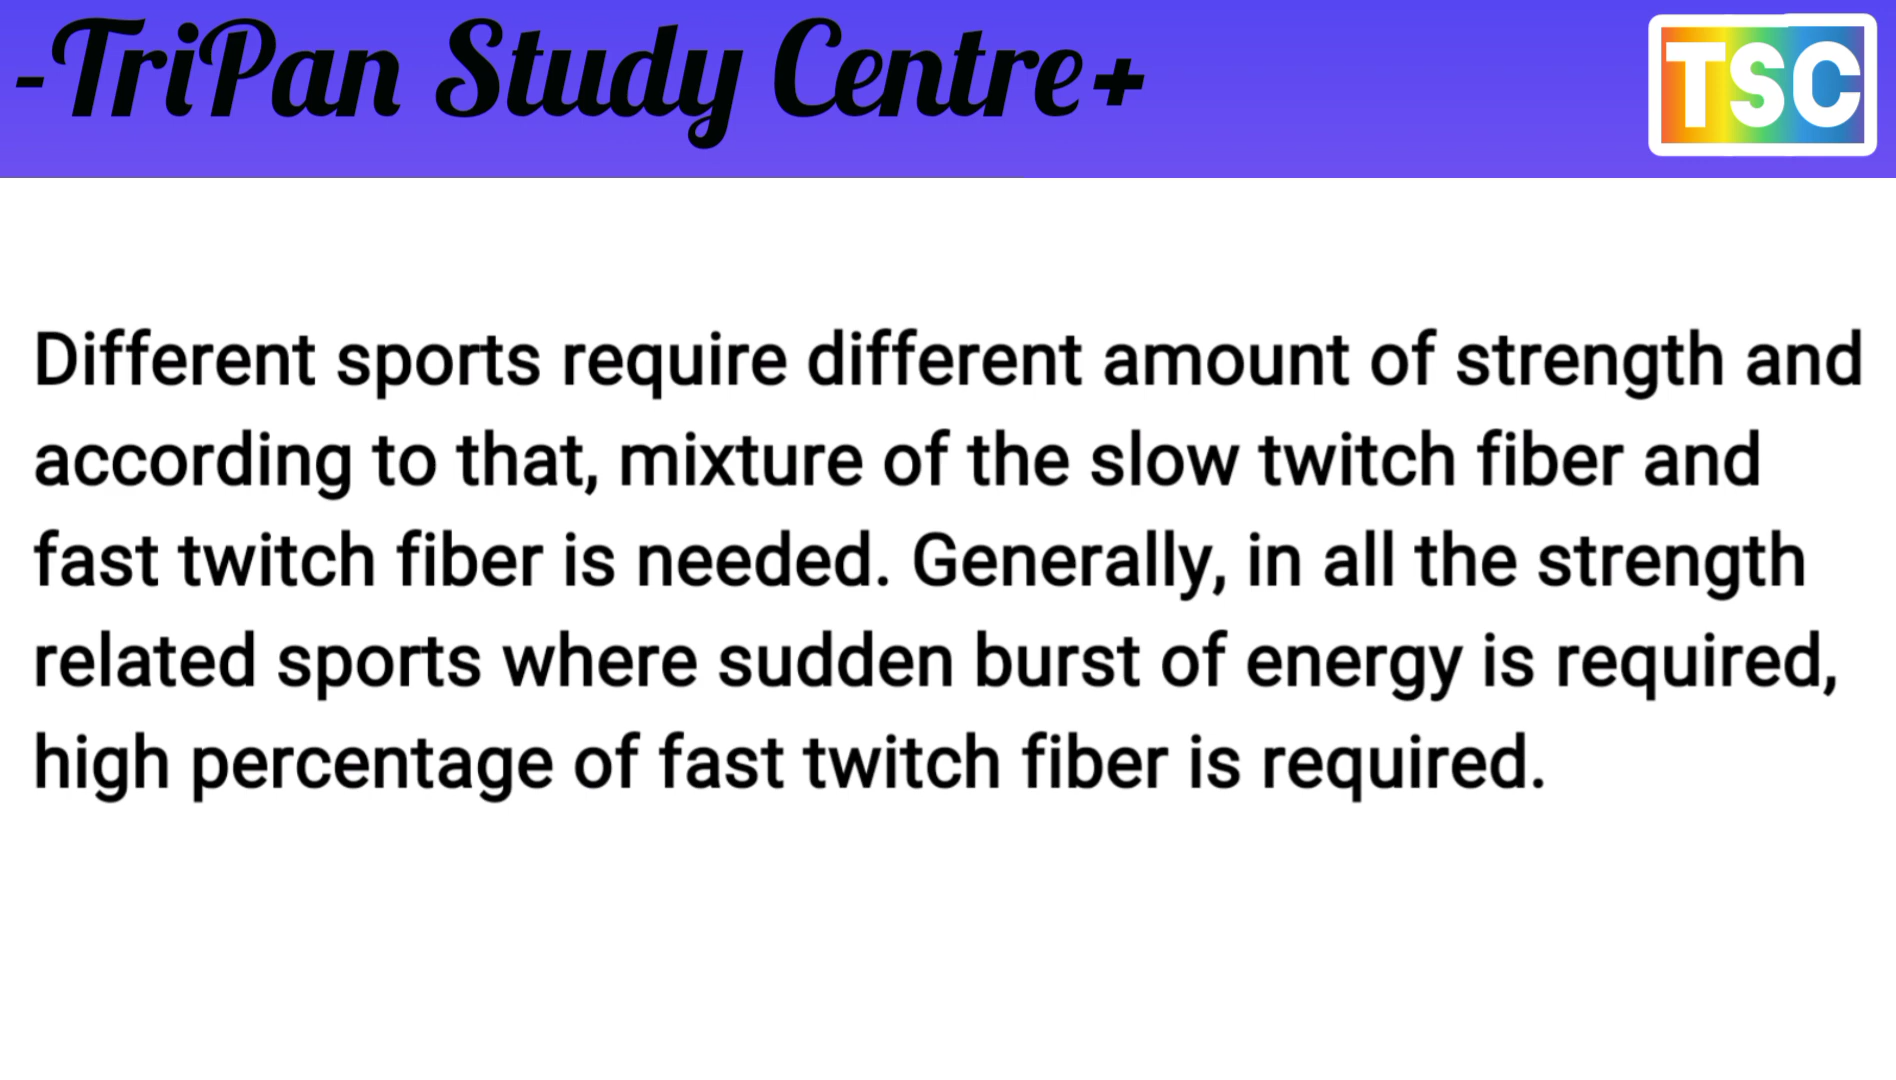 -TriPan Study Centre+
TSC
Different sports require different amount of strength and
according to that, mixture of the slow twitch fiber and
fast twitch fiber is needed. Generally, in all the strength
related sports where sudden burst of energy is required,
high percentage of fast twitch fiber is required.